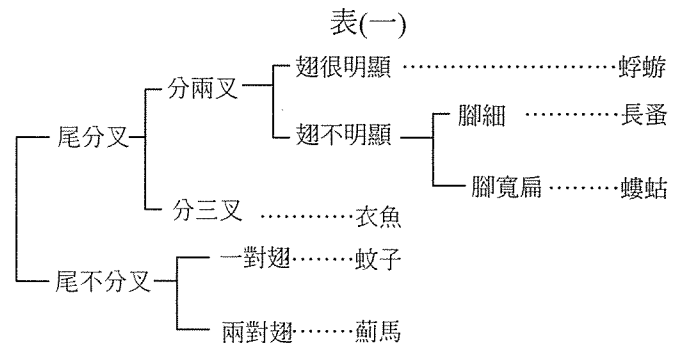 表(一)
翅很明顯 ……………………… 蜉蝣
分兩叉
腳細 ………… 長蚤
尾分叉
翅不明顯
腳寬扁 ……… 螻蛄
分三叉 ………… 衣魚
一對翅 ……… 蚊子
尾不分叉
兩對翅 ……… 薊馬